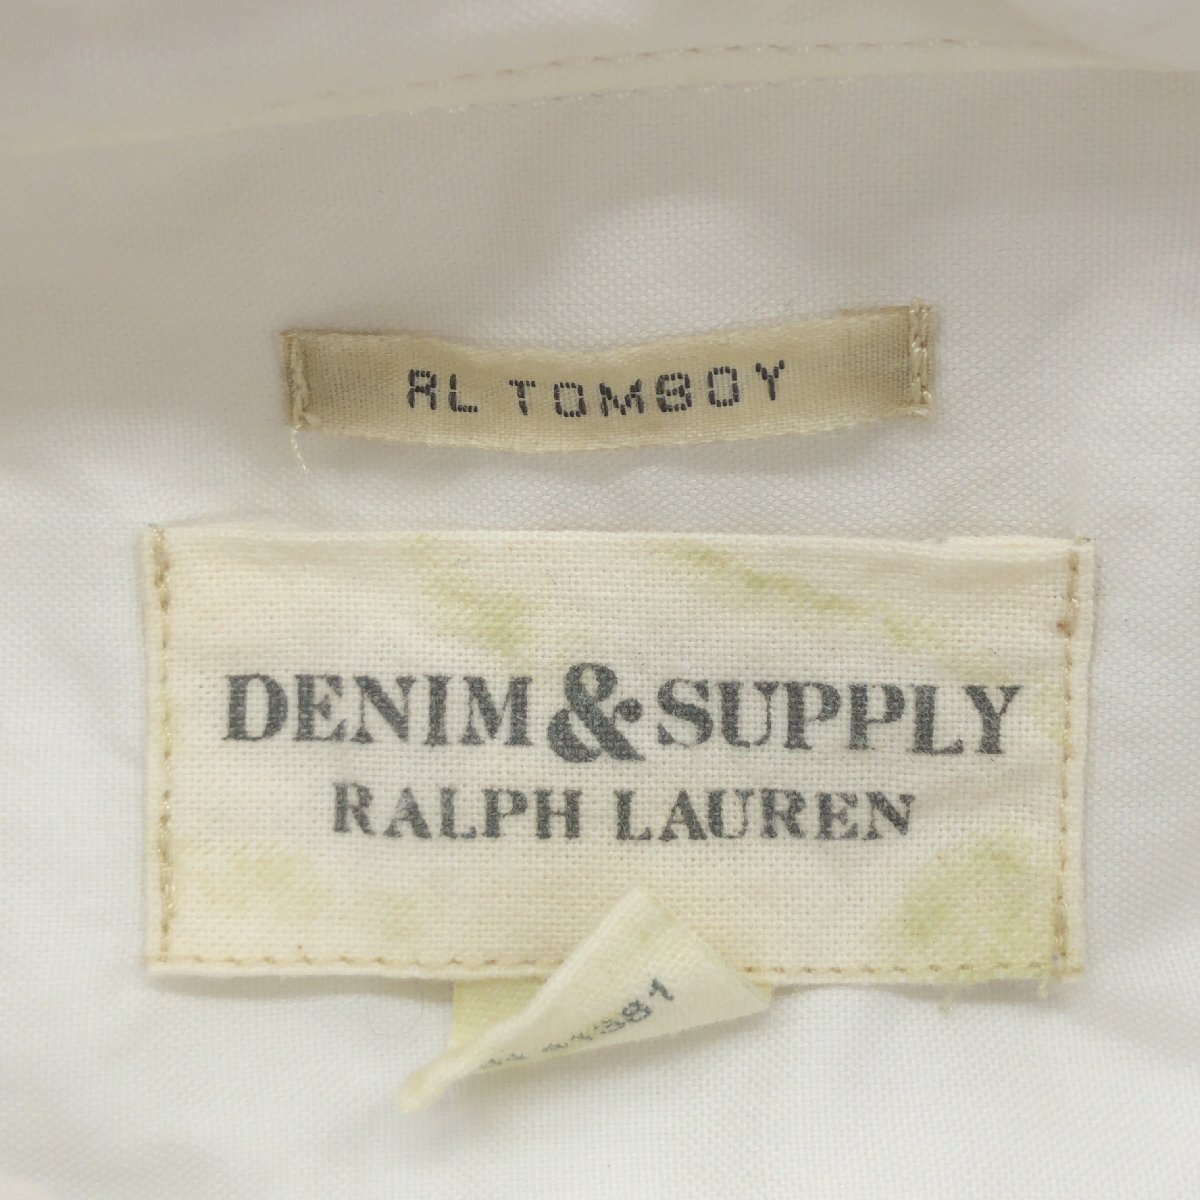 RL TOMBOY
DENIM & SUPPLY
RALPH LAUREN